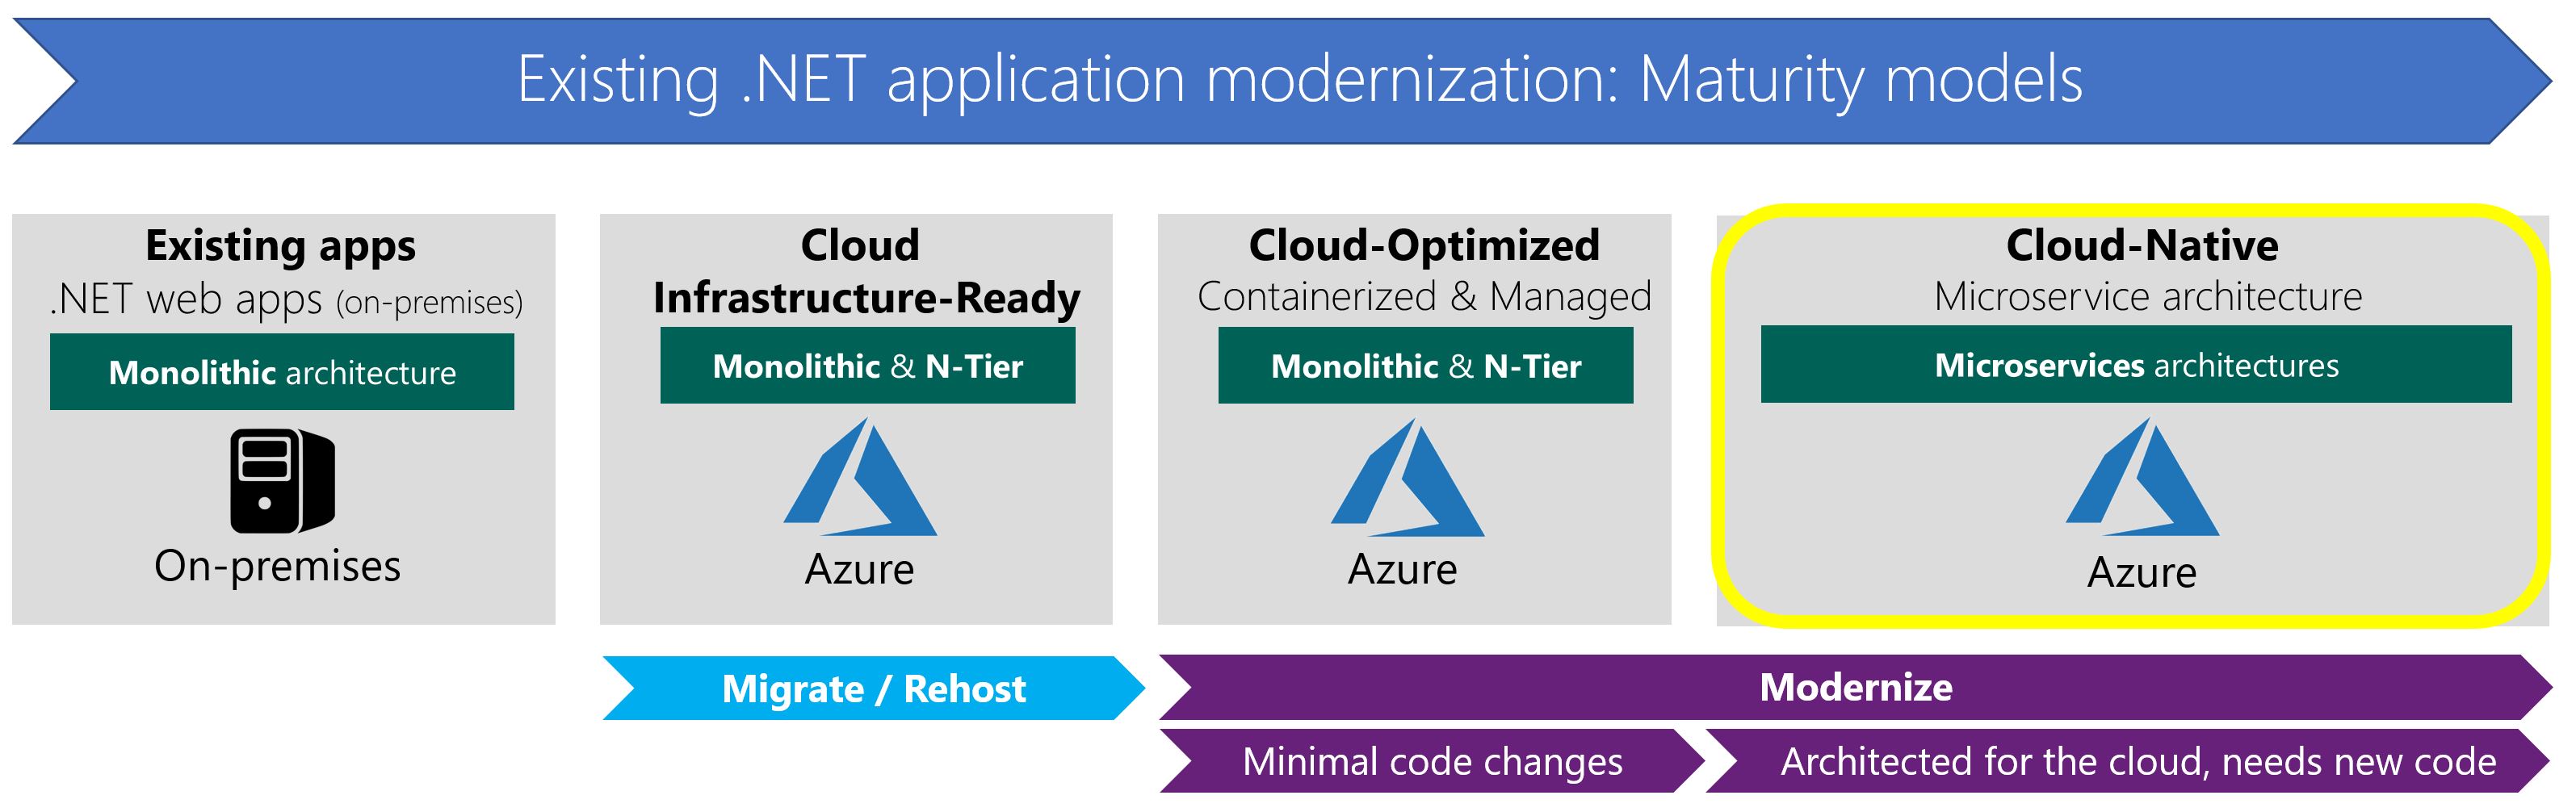 Existing .NET application modernization: Maturity models
Existing apps
.NET web apps (on-premises)
Monolithic architecture
On-premises
Cloud
Infrastructure-Ready
Monolithic & N-Tier
Azure
Cloud-Optimized
Containerized & Managed
Monolithic & N-Tier
Azure
Cloud-Native
Microservice architecture
Microservices architectures
Azure
Migrate / Rehost
Modernize
Minimal code changes
Architected for the cloud, needs new code